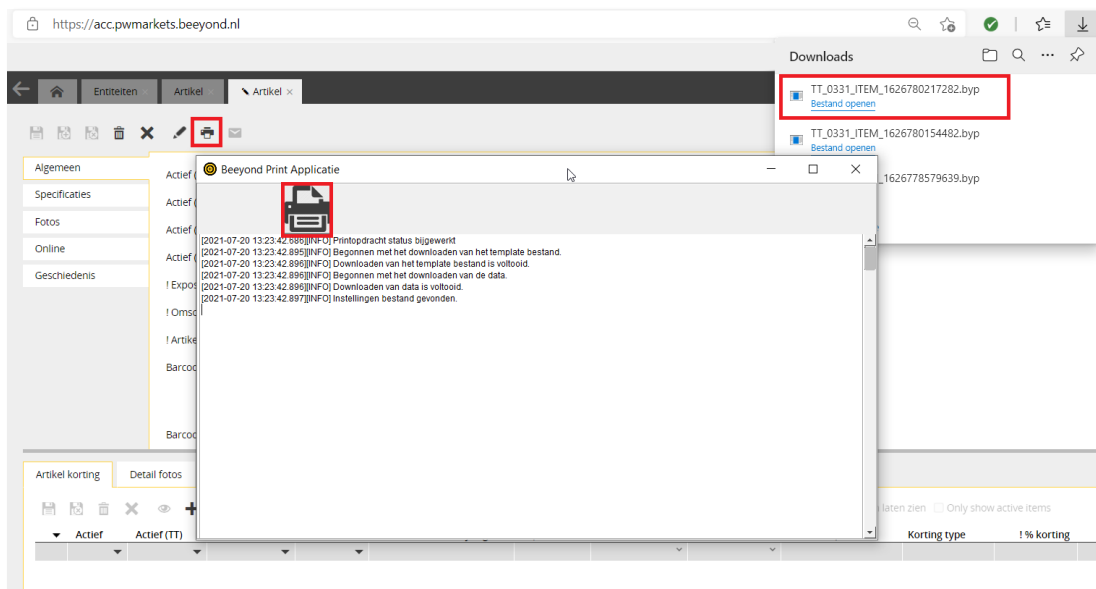 https://acc.pwmarkets.beeyond.nl
Downloads
Entiteiten ×
Artikel ×
Artikel ×
TT_0331_ITEM_1626780217282.byp
Bestand openen
TT_0331_ITEM_1626780154482.byp
Bestand openen
_1626778579639.byp
Algemeen
Specificaties
Fotos
Online
Geschiedenis
Actief (
Actief (
Actief (
Actief (
! Expos
! Omsc
! Artike
Barcod
Barcod
Beeyond Print Applicatie
[2021-07-20 13:23:42.686][INFO] Printopdracht status bijgewerkt
[2021-07-20 13:23:42.895][INFO] Begonnen met het downloaden van het template bestand.
[2021-07-20 13:23:42.896][INFO] Downloaden van het template bestand is voltooid.
[2021-07-20 13:23:42.896][INFO] Begonnen met het downloaden van de data.
[2021-07-20 13:23:42.896][INFO] Downloaden van data is voltooid.
[2021-07-20 13:23:42.897][INFO] Instellingen bestand gevonden.
Artikel korting
Detail fotos
laten zien
Only show active items
Actief
Actief (TT)
Korting type
! % korting